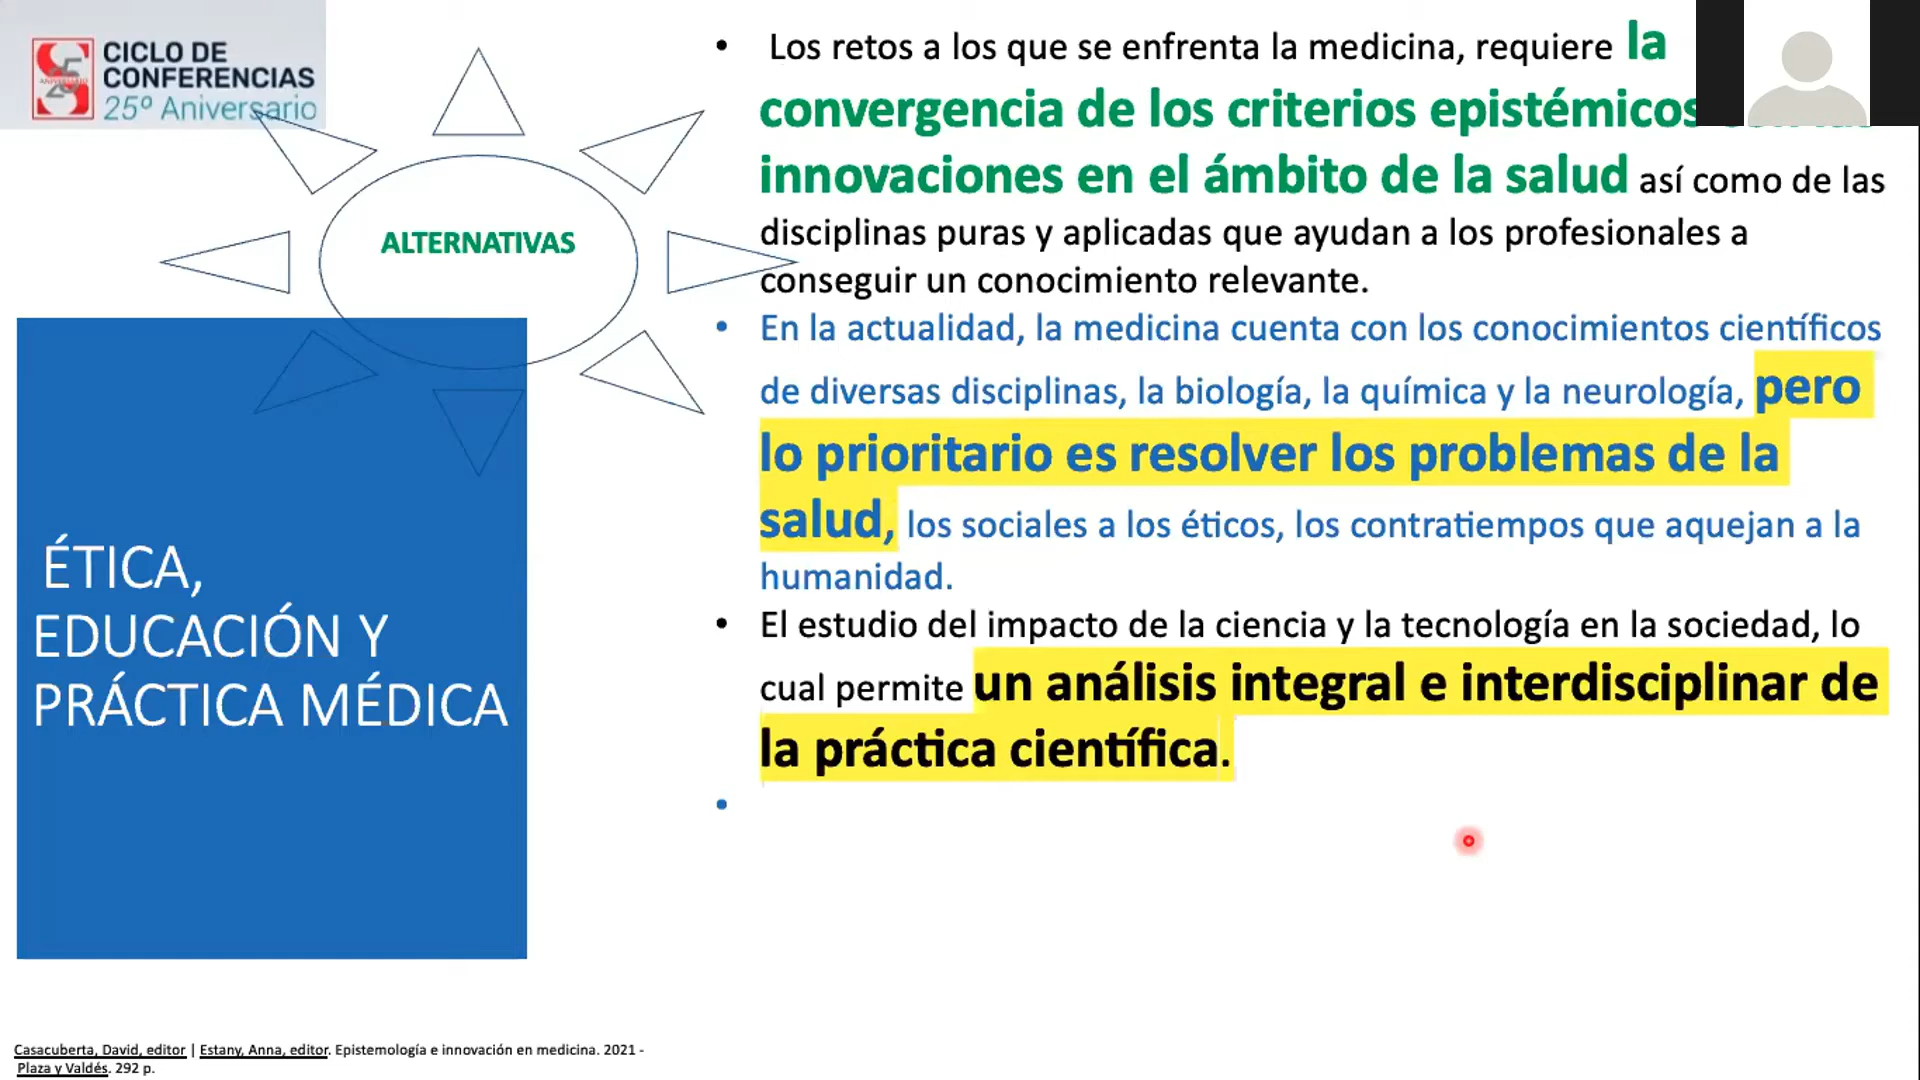 CICLO DE
CONFERENCIAS
25º Aniversario
ALTERNATIVAS
ÉTICA,
EDUCACIÓN Y
PRÁCTICA MÉDICA
• Los retos a los que se enfrenta la medicina, requiere la
convergencia de los criterios epistémicos
innovaciones en el ámbito de la salud así como de las
disciplinas puras y aplicadas que ayudan a los profesionales a
conseguir un conocimiento relevante.
• En la actualidad, la medicina cuenta con los conocimientos científicos
de diversas disciplinas, la biología, la química y la neurología, pero
lo prioritario es resolver los problemas de la
salud, los sociales a los éticos, los contratiempos que aquejan a la
humanidad.
• El estudio del impacto de la ciencia y la tecnología en la sociedad, lo
cual permite un análisis integral e interdisciplinar de
la práctica científica.
•
Casacuberta, David, editor | Estany, Anna, editor. Epistemología e innovación en medicina. 2021 -
Plaza y Valdés. 292 p.